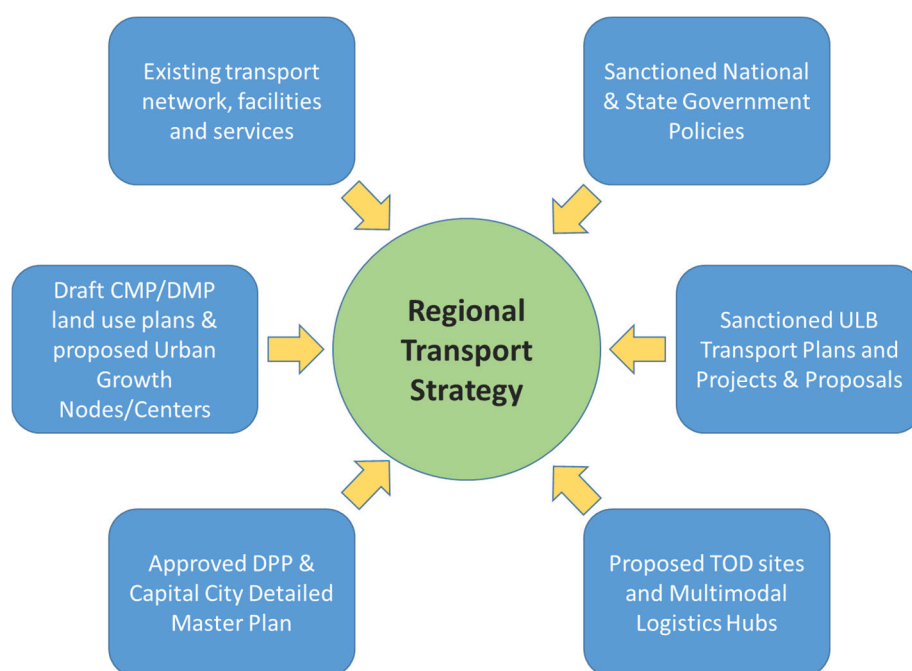 Existing transport
network, facilities
and services
Sanctioned National
& State Government
Policies
Draft CMP/DMP
land use plans &
proposed Urban
Growth
Nodes/Centers
Regional
Transport
Strategy
Sanctioned ULB
Transport Plans and
Projects & Proposals
Approved DPP &
Capital City Detailed
Master Plan
Proposed TOD sites
and Multimodal
Logistics Hubs